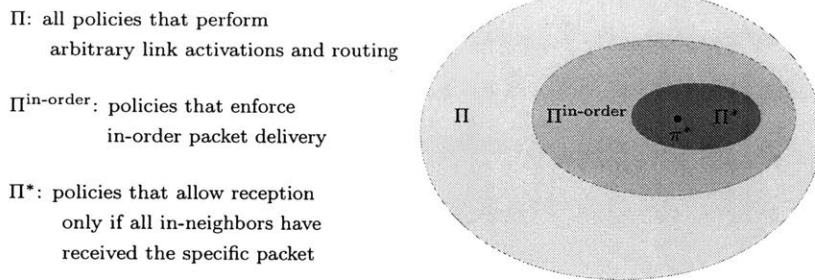 Π: all policies that perform
arbitrary link activations and routing
Π^in-order: policies that enforce
in-order packet delivery
Π*: policies that allow reception
only if all in-neighbors have
received the specific packet
Π
Π^in-order
Π*
π*